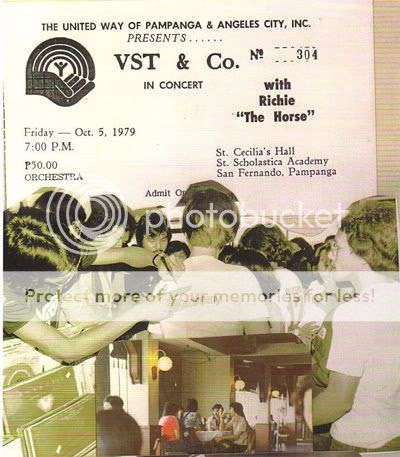 THE UNITED WAY OF PAMPANGA & ANGELES CITY, INC.
PRESENTS......
VST & Co.
Nº 304
IN CONCERT
with
Richie
"The Horse"
Friday — Oct. 5, 1979
7:00 P.M.
₱50.00
ORCHESTRA
St. Cecilia's Hall
St. Scholastica Academy
San Fernando, Pampanga
Admit On
photobucket
Protect more of your memories for less!